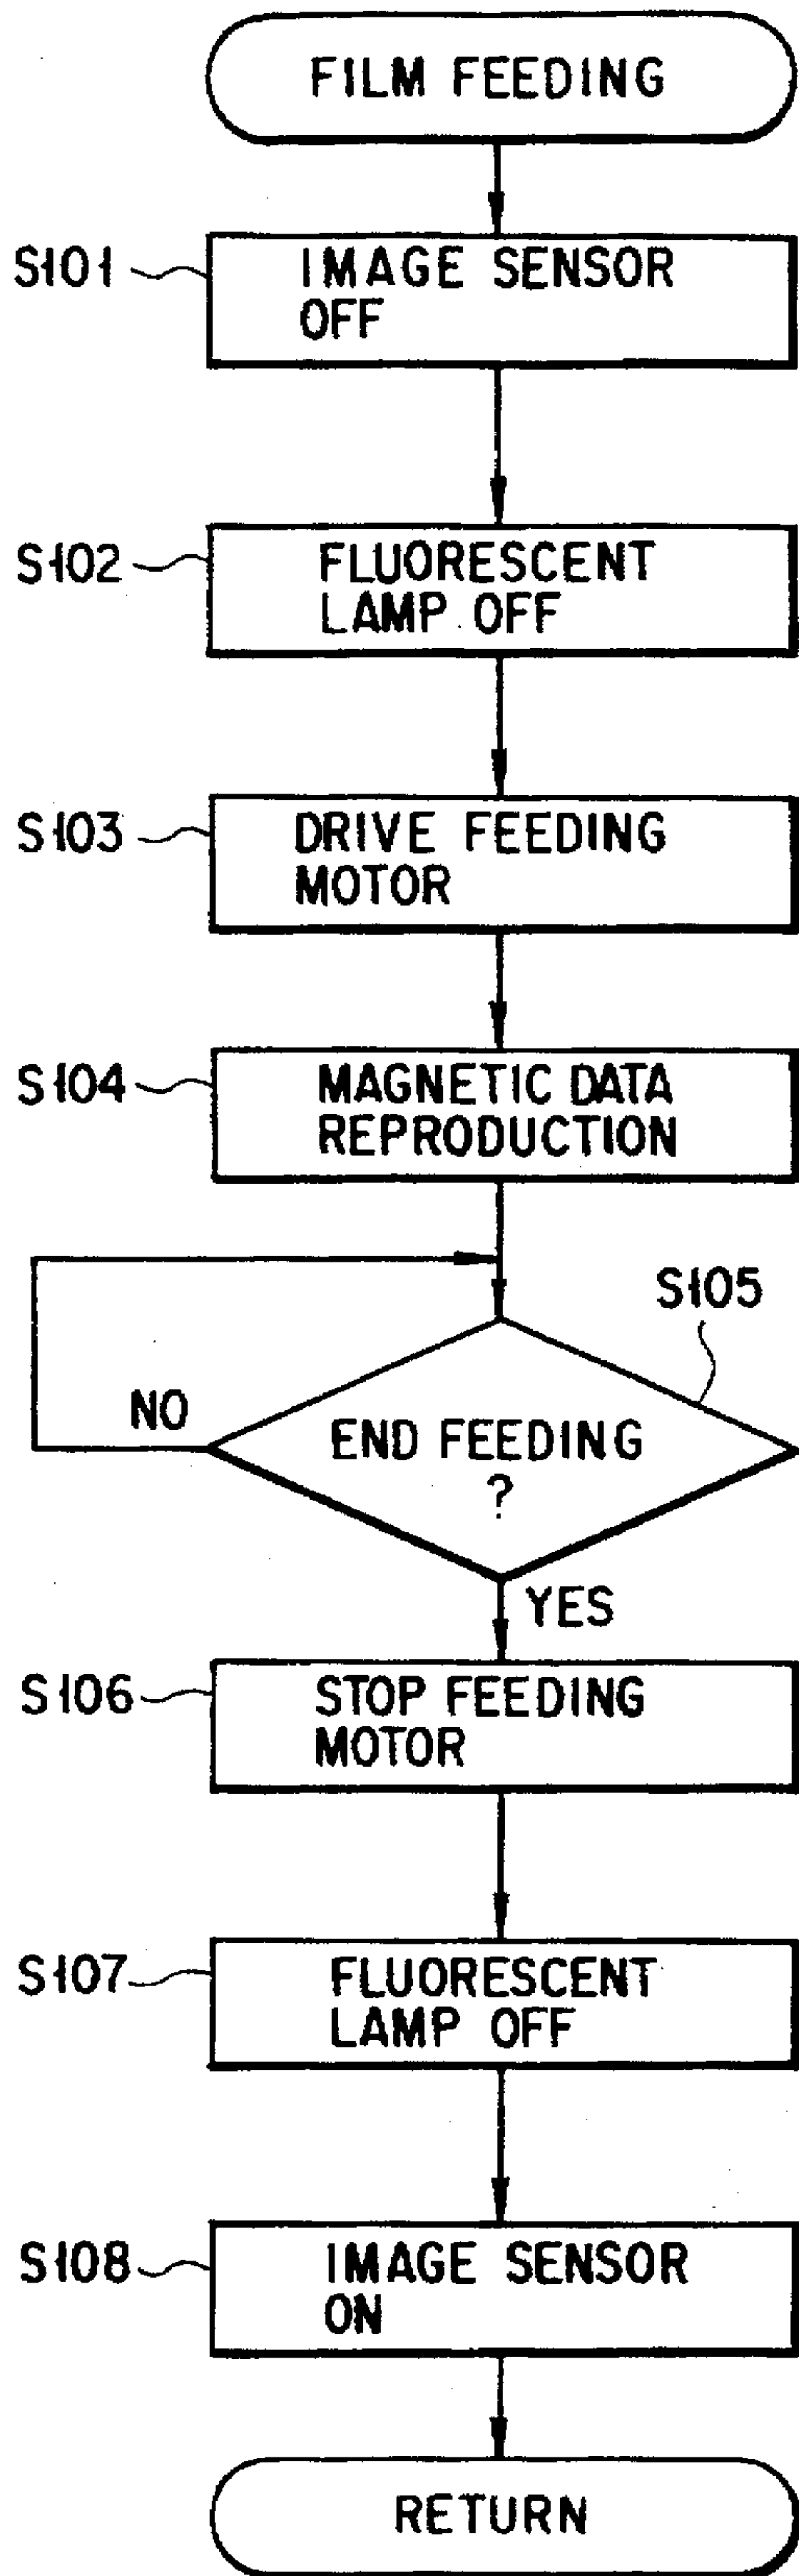 FILM FEEDING
S101
IMAGE SENSOR
OFF
S102
FLUORESCENT
LAMP OFF
S103
DRIVE FEEDING
MOTOR
S104
MAGNETIC DATA
REPRODUCTION
S105
NO
END FEEDING
?
YES
S106
STOP FEEDING
MOTOR
S107
FLUORESCENT
LAMP OFF
S108
IMAGE SENSOR
ON
RETURN